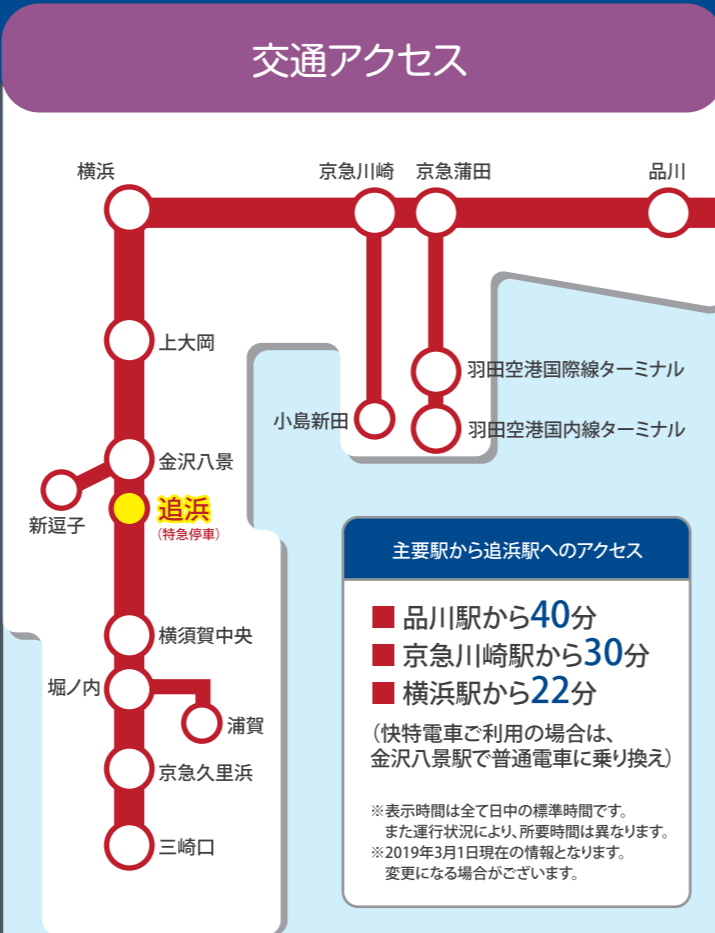 交通アクセス
横浜
京急川崎
京急蒲田
品川
上大岡
羽田空港国際線ターミナル
小島新田
羽田空港国内線ターミナル
金沢八景
新逗子
追浜
(特急停車)
横須賀中央
堀ノ内
浦賀
京急久里浜
三崎口
主要駅から追浜駅へのアクセス
■ 品川駅から40分
■ 京急川崎駅から30分
■ 横浜駅から22分
(快特電車ご利用の場合は、
金沢八景駅で普通電車に乗り換え)
※表示時間は全て日中の標準時間です。
また運行状況により、所要時間は異なります。
※2019年3月1日現在の情報となります。
変更になる場合がございます。